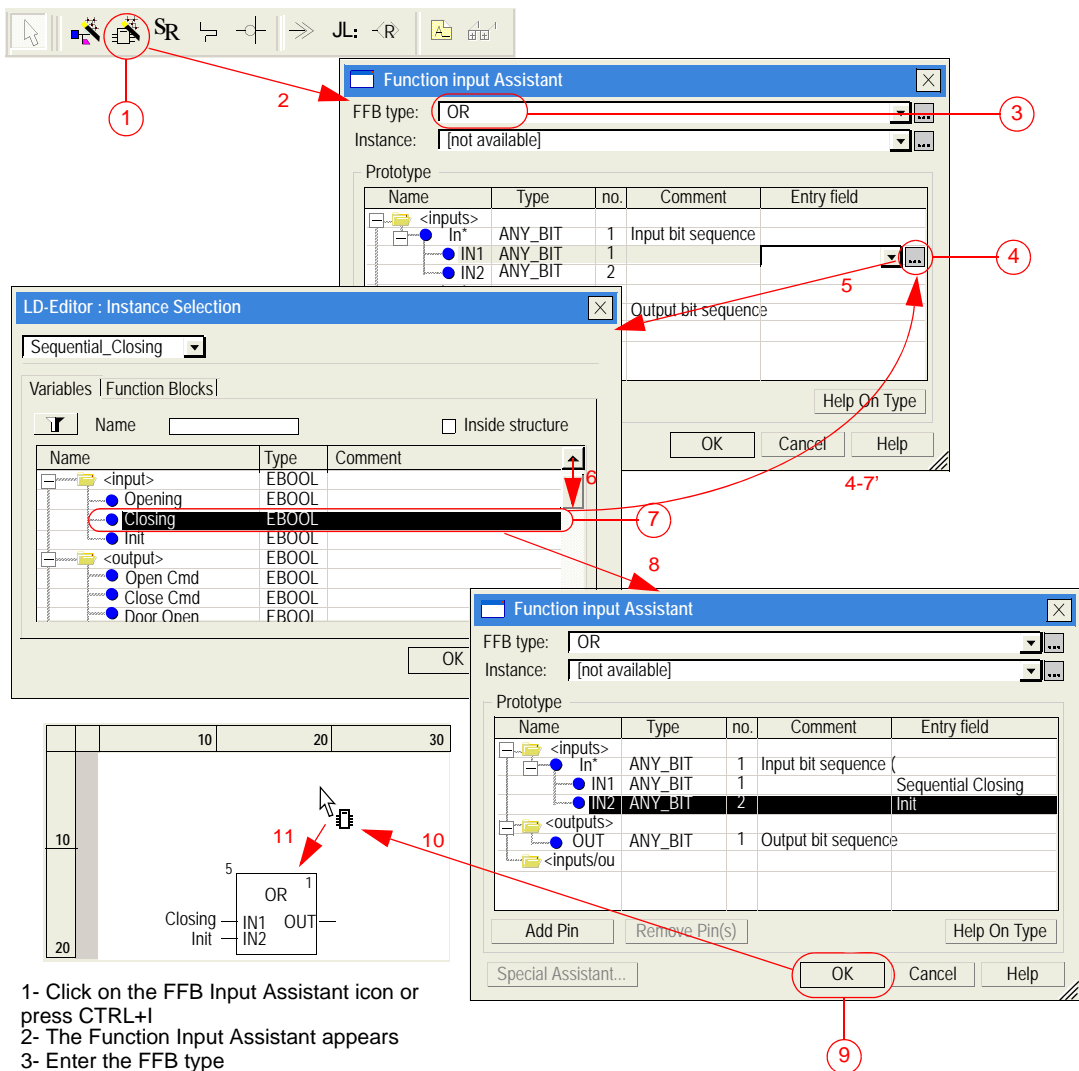 SR JL: R A
1
2
Function input Assistant
FFB type: OR ...
3
Instance: [not available] ...
Prototype
Name Type no. Comment Entry field
<inputs>
In* ANY_BIT 1 Input bit sequence
IN1 ANY_BIT 1 ...
4
IN2 ANY_BIT 2
5
Output bit sequence
Help On Type
OK Cancel Help
4-7’
LD-Editor : Instance Selection
Sequential_Closing
Variables Function Blocks
Name Inside structure
Name Type Comment
<input> EBOOL
6
Opening EBOOL
Closing EBOOL
7
Init EBOOL
<output> EBOOL
Open Cmd EBOOL
Close Cmd EBOOL
Door Open EBOOL
OK
8
Function input Assistant
FFB type: OR ...
Instance: [not available] ...
Prototype
Name Type no. Comment Entry field
<inputs>
In* ANY_BIT 1 Input bit sequence (
IN1 ANY_BIT 1 Sequential Closing
IN2 ANY_BIT 2 Init
<outputs>
OUT ANY_BIT 1 Output bit sequence
<inputs/ou
Add Pin Remove Pin(s) Help On Type
Special Assistant... OK Cancel Help
9
10 20 30
10
11
10
5 1
OR
Closing IN1 OUT
Init IN2
20
1- Click on the FFB Input Assistant icon or
press CTRL+I
2- The Function Input Assistant appears
3- Enter the FFB type